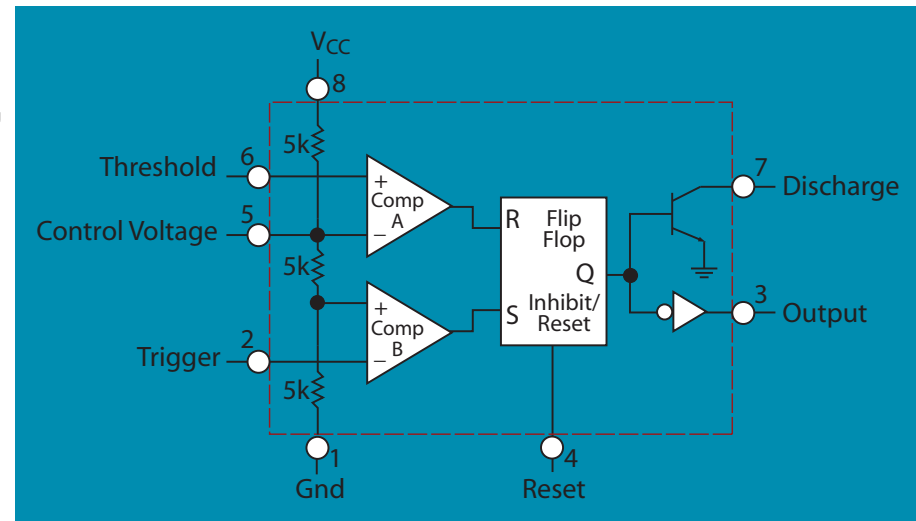 VCC
8
5k
Threshold
6
+
Comp
A
−
Control Voltage
5
5k
R
Flip
Flop
Q
S
Inhibit/
Reset
7
Discharge
3
Output
+
Comp
B
−
Trigger
2
5k
1
Gnd
4
Reset